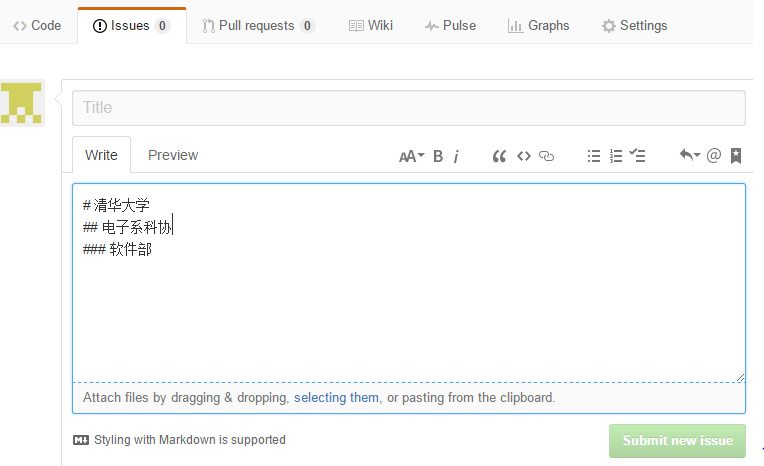 Code Issues 0 Pull requests 0 Wiki Pulse Graphs Settings
Title
Write Preview AA B i @
# 清华大学
## 电子系科协
### 软件部
Attach files by dragging & dropping, selecting them, or pasting from the clipboard.
Styling with Markdown is supported Submit new issue